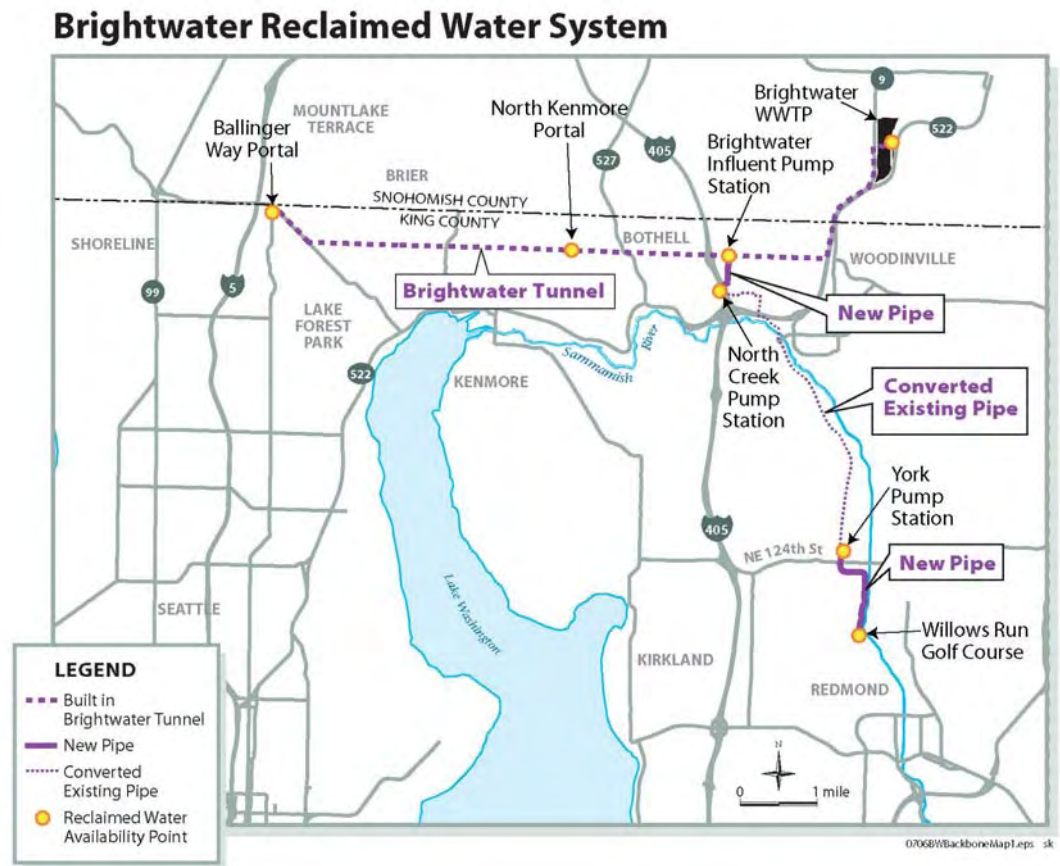 Brightwater Reclaimed Water System
9
Brightwater
WWTP
522
MOUNTLAKE
TERRACE
North Kenmore
Portal
405
Ballinger
Way Portal
527
Brightwater
Influent Pump
Station
BRIER
SNOHOMISH COUNTY
KING COUNTY
SHORELINE
BOTHELL
WOODINVILLE
99
5
Brightwater Tunnel
New Pipe
LAKE
FOREST
PARK
Sammamish
River
522
KENMORE
North
Creek
Pump
Station
Converted
Existing Pipe
York
Pump
Station
405
NE 124th St
New Pipe
SEATTLE
Lake Washington
Willows Run
Golf Course
KIRKLAND
REDMOND
LEGEND
Built in
Brightwater Tunnel
New Pipe
Converted
Existing Pipe
Reclaimed Water
Availability Point
N
0 1 mile
0706BWBackboneMap1.eps sk